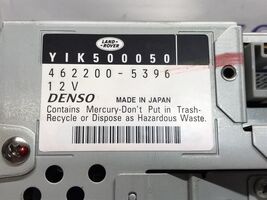 LAND-
ROVER
YIK500050
462200-5396
12V
DENSO MADE IN JAPAN
Contains Mercury-Don't Put in Trash-
Recycle or Dispose as Hazardous Waste.